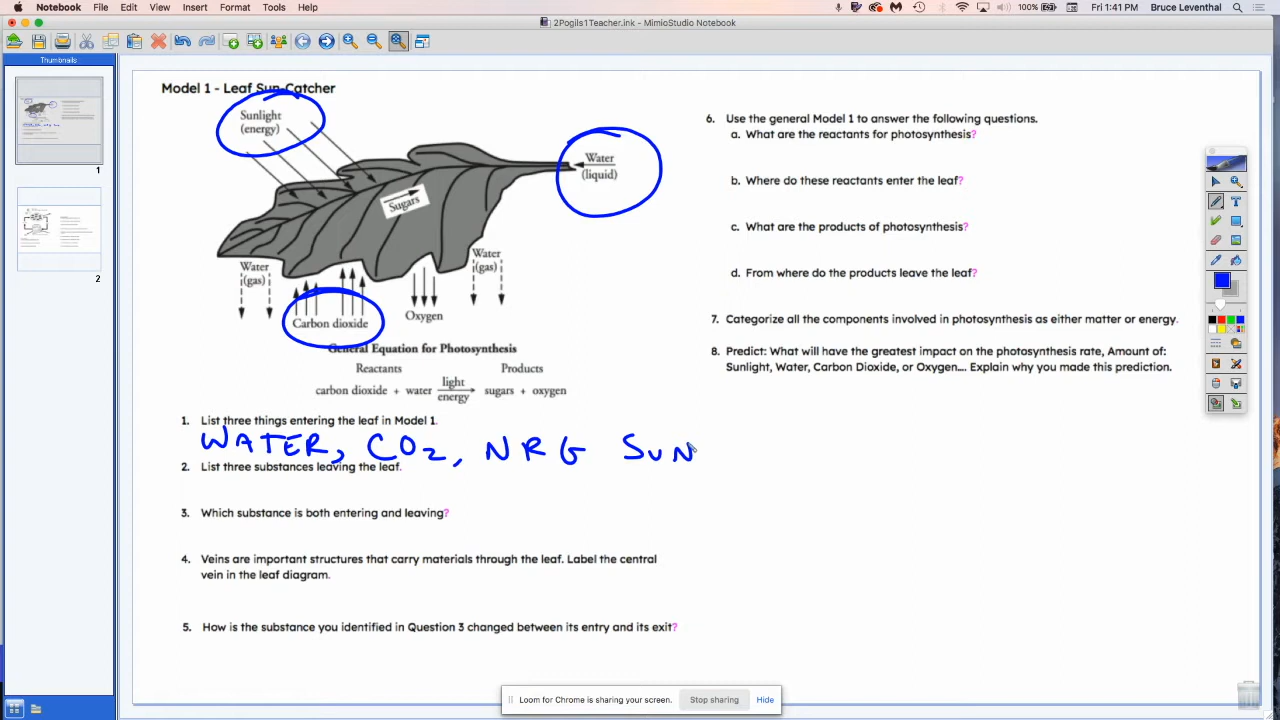 Notebook File Edit View Insert Format Tools Help 100% Fri 1:41 PM Bruce Leventhal
2Pogils1Teacher.ink - MimioStudio Notebook
Thumbnails
1
2
Model 1 - Leaf Sun-Catcher
Sunlight
(energy)
Water
(liquid)
Sugars
Water
(gas)
Water
(gas)
Carbon dioxide
Oxygen
General Equation for Photosynthesis
Reactants Products
carbon dioxide + water light energy sugars + oxygen
1. List three things entering the leaf in Model 1.
WATER, CO2, NRG SUN
2. List three substances leaving the leaf.
3. Which substance is both entering and leaving?
4. Veins are important structures that carry materials through the leaf. Label the central
vein in the leaf diagram.
5. How is the substance you identified in Question 3 changed between its entry and its exit?
6. Use the general Model 1 to answer the following questions.
a. What are the reactants for photosynthesis?
b. Where do these reactants enter the leaf?
c. What are the products of photosynthesis?
d. From where do the products leave the leaf?
7. Categorize all the components involved in photosynthesis as either matter or energy.
8. Predict: What will have the greatest impact on the photosynthesis rate, Amount of:
Sunlight, Water, Carbon Dioxide, or Oxygen.... Explain why you made this prediction.
Loom for Chrome is sharing your screen. Stop sharing Hide